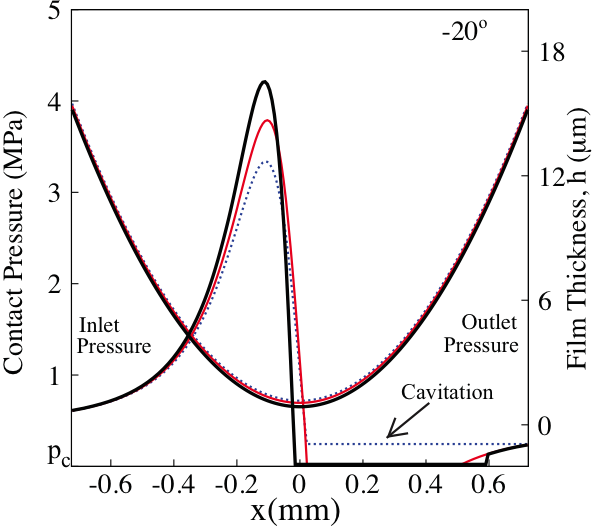 5
4
3
2
1
p_c
18
12
6
0
-20°
Contact Pressure (MPa)
Film Thickness, h (μm)
Inlet
Pressure
Outlet
Pressure
Cavitation
-0.6 -0.4 -0.2 0 0.2 0.4 0.6
x(mm)